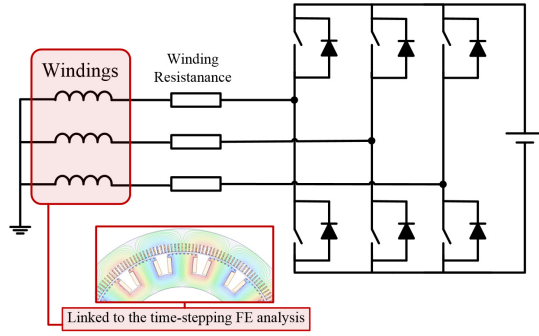 Windings
Winding
Resistanance
Linked to the time-stepping FE analysis